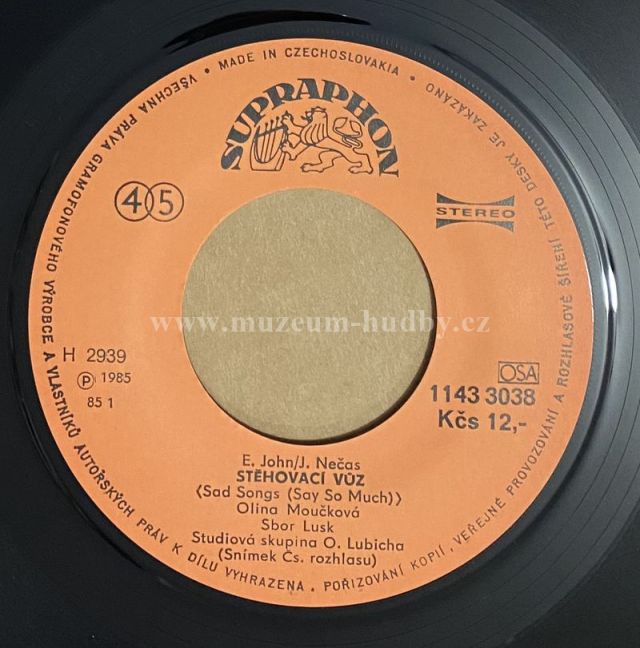 VŠECHNA PRÁVA GRAMOFONOVÉHO VÝROBCE A VLASTNÍKŮ AUTORSKÝCH PRÁV K DÍLU VYHRAZENA. POŘIZOVÁNÍ KOPIÍ, VEŘEJNÉ PROVOZOVÁNÍ A ROZHLASOVÉ ŠÍŘENÍ TÉTO DESKY JE ZAKÁZÁNO
• MADE IN CZECHOSLOVAKIA •
SUPRAPHON
45
STEREO
www.muzeum-hudby.cz
H 2939
Ⓟ 1985
85 1
OSA
1143 3038
Kčs 12,-
E. John/J. Nečas
STĚHOVACÍ VŮZ
(Sad Songs (Say So Much))
Olina Moučková
Sbor Lusk
Studiová skupina O. Lubicha
(Snímek Čs. rozhlasu)